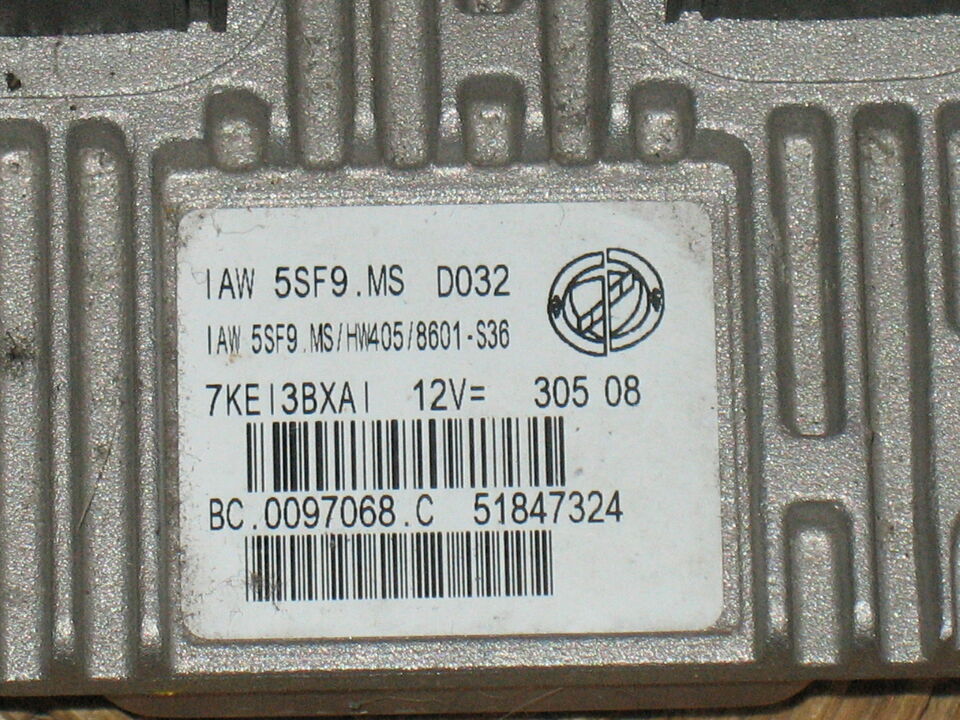 IAW 5SF9.MS D032
IAW 5SF9.MS/HW405/8601-S36
7KEI3BXAI 12V= 305 08
BC.0097068.C 51847324